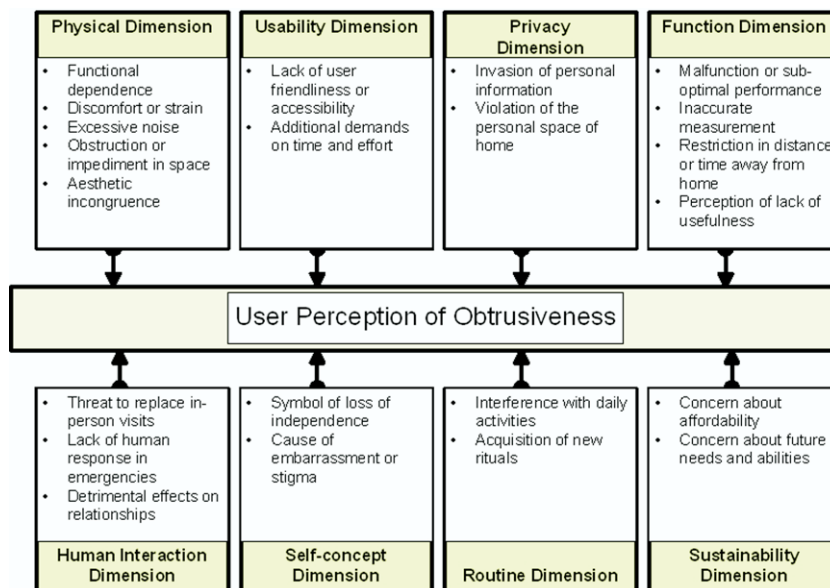 Physical Dimension
• Functional
dependence
• Discomfort or strain
• Excessive noise
• Obstruction or
impediment in space
• Aesthetic
incongruence
Usability Dimension
• Lack of user
friendliness or
accessibility
• Additional demands
on time and effort
Privacy
Dimension
• Invasion of personal
information
• Violation of the
personal space of
home
Function Dimension
• Malfunction or sub-
optimal performance
• Inaccurate
measurement
• Restriction in distance
or time away from
home
• Perception of lack of
usefulness
User Perception of Obtrusiveness
• Threat to replace in-
person visits
• Lack of human
response in
emergencies
• Detrimental effects on
relationships
Human Interaction
Dimension
• Symbol of loss of
independence
• Cause of
embarrassment or
stigma
Self-concept
Dimension
• Interference with daily
activities
• Acquisition of new
rituals
Routine Dimension
• Concern about
affordability
• Concern about future
needs and abilities
Sustainability
Dimension